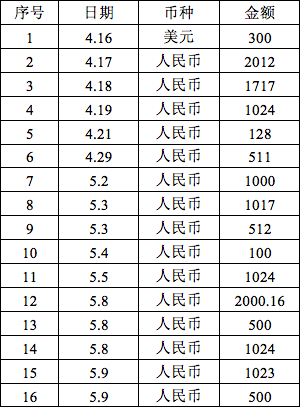 序号 日期 币种 金额
1 4.16 美元 300
2 4.17 人民币 2012
3 4.18 人民币 1717
4 4.19 人民币 1024
5 4.21 人民币 128
6 4.29 人民币 511
7 5.2 人民币 1000
8 5.3 人民币 1017
9 5.3 人民币 512
10 5.4 人民币 100
11 5.5 人民币 1024
12 5.8 人民币 2000.16
13 5.8 人民币 500
14 5.8 人民币 1024
15 5.9 人民币 1023
16 5.9 人民币 500